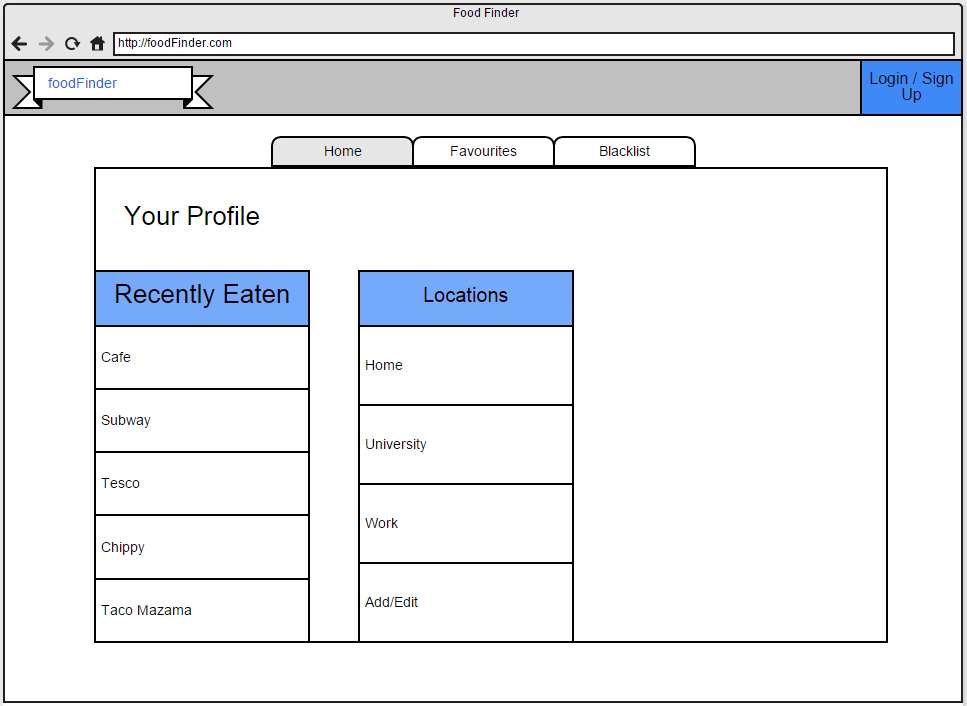 Food Finder
http://foodFinder.com
foodFinder
Login / Sign
Up
Home
Favourites
Blacklist
Your Profile
Recently Eaten
Cafe
Subway
Tesco
Chippy
Taco Mazama
Locations
Home
University
Work
Add/Edit